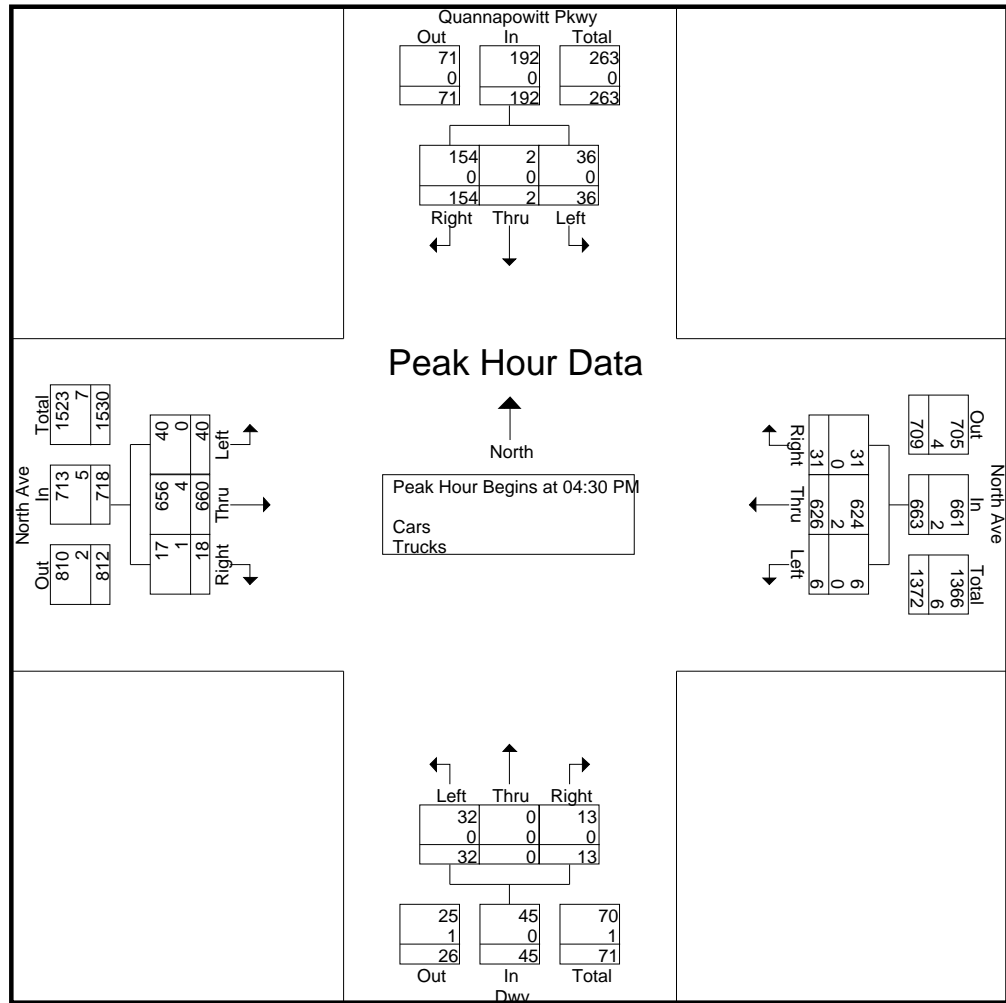 Quannapowitt Pkwy
Out In Total
71 192 263
0 0 0
71 192 263
154 2 36
0 0 0
154 2 36
Right Thru Left
Peak Hour Data
North
Peak Hour Begins at 04:30 PM
Cars
Trucks
North Ave
Out In Total
810 713 1523
2 5 7
812 718 1530
17 656 40
1 4 0
18 660 40
Right Thru Left
North Ave
Out In Total
705 661 1366
4 2 6
709 663 1372
31 624 6
0 2 0
31 626 6
Right Thru Left
Left Thru Right
32 0 13
0 0 0
32 0 13
25 45 70
1 0 1
26 45 71
Out In Total
Dwy